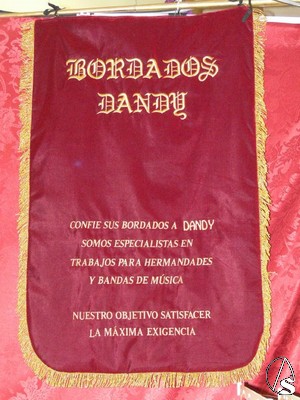 BORDADOS
DANDY
CONFIE SUS BORDADOS A DANDY
SOMOS ESPECIALISTAS EN
TRABAJOS PARA HERMANDADES
Y BANDAS DE MÚSICA
NUESTRO OBJETIVO SATISFACER
LA MÁXIMA EXIGENCIA